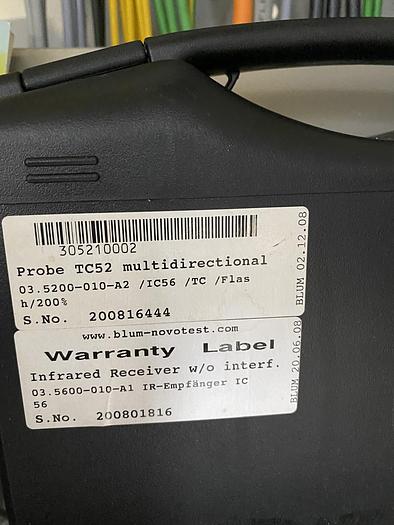 305210002
Probe TC52 multidirectional
03.5200-010-A2 /IC56 /TC /Flas
h/200%
S.No. 200816444
BLUM 02.12.08
www.blum-novotest.com
Warranty Label
Infrared Receiver w/o interf.
03.5600-010-A1 IR-Empfänger IC
56
S.No. 200801816
BLUM 20.06.08